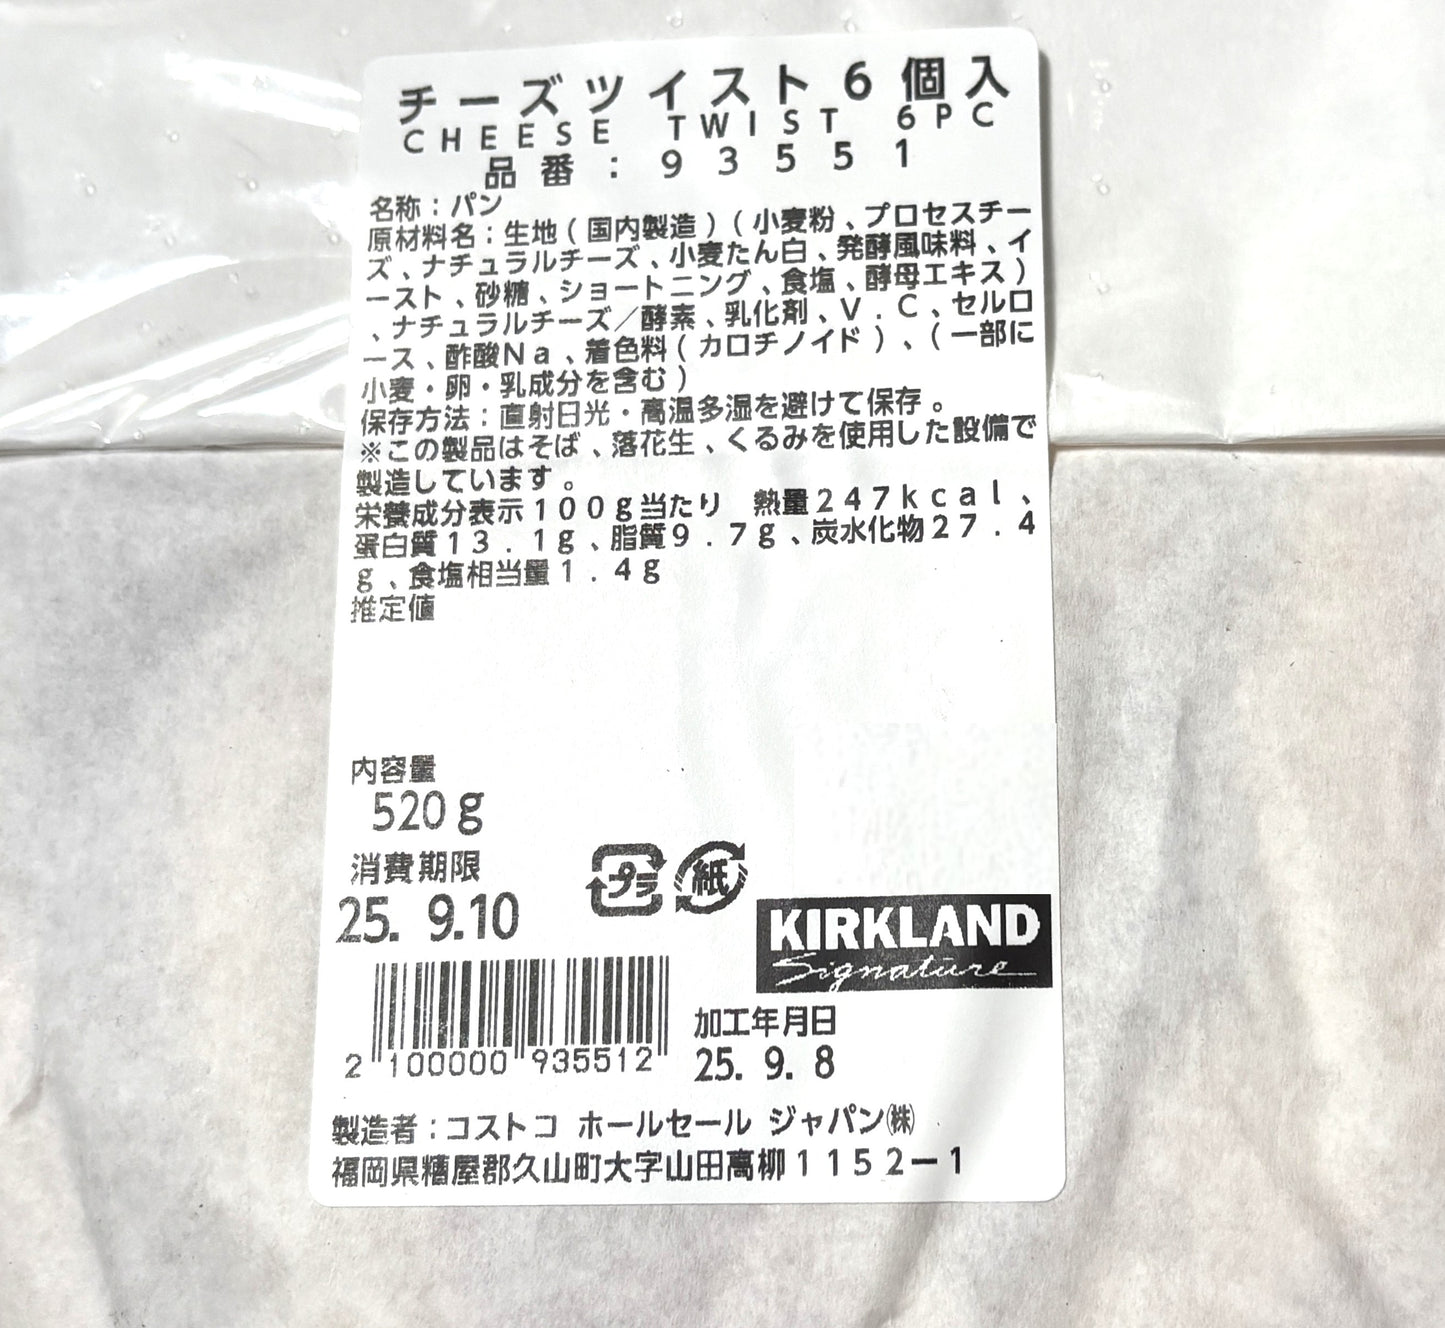 チーズツイスト6個入
CHEESE TWIST 6PC
品番:93551
名称:パン
原材料名:生地(国内製造)(小麦粉、プロセスチー
ズ、ナチュラルチーズ、小麦たん白、発酵風味料、イ
ースト、砂糖、ショートニング、食塩、酵母エキス)
、ナチュラルチーズ/酵素、乳化剤、V.C、セルロ
ース、酢酸Na、着色料(カロチノイド)、(一部に
小麦・卵・乳成分を含む)
保存方法:直射日光・高温多湿を避けて保存。
※この製品はそば、落花生、くるみを使用した設備で
製造しています。
栄養成分表示100g当たり 熱量247kcal、
蛋白質13.1g、脂質9.7g、炭水化物27.4
g、食塩相当量1.4g
推定値
内容量
520g
消費期限
25. 9.10
プラ 紙
KIRKLAND
Signature
加工年月日
25. 9. 8
2 100000 935512
製造者:コストコ ホールセール ジャパン㈱
福岡県糟屋郡久山町大字山田高柳1152-1